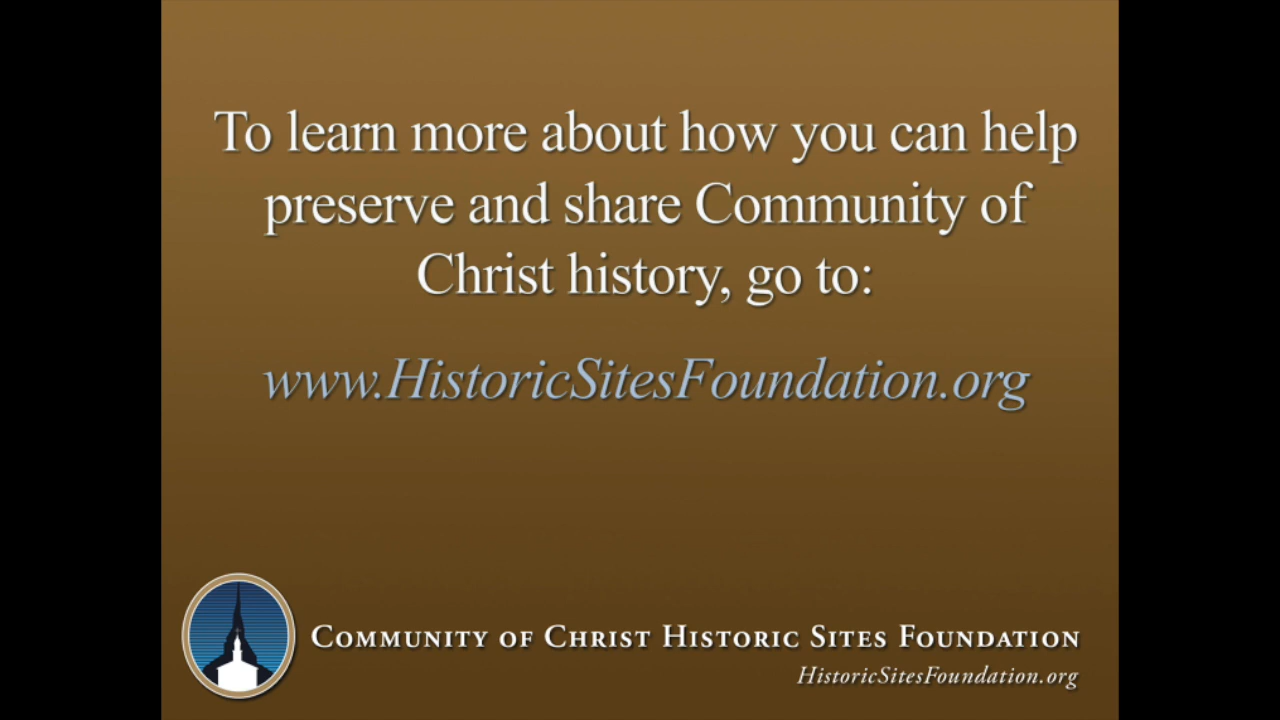 To learn more about how you can help
preserve and share Community of
Christ history, go to:
www.HistoricSitesFoundation.org
Community of Christ Historic Sites Foundation
HistoricSitesFoundation.org